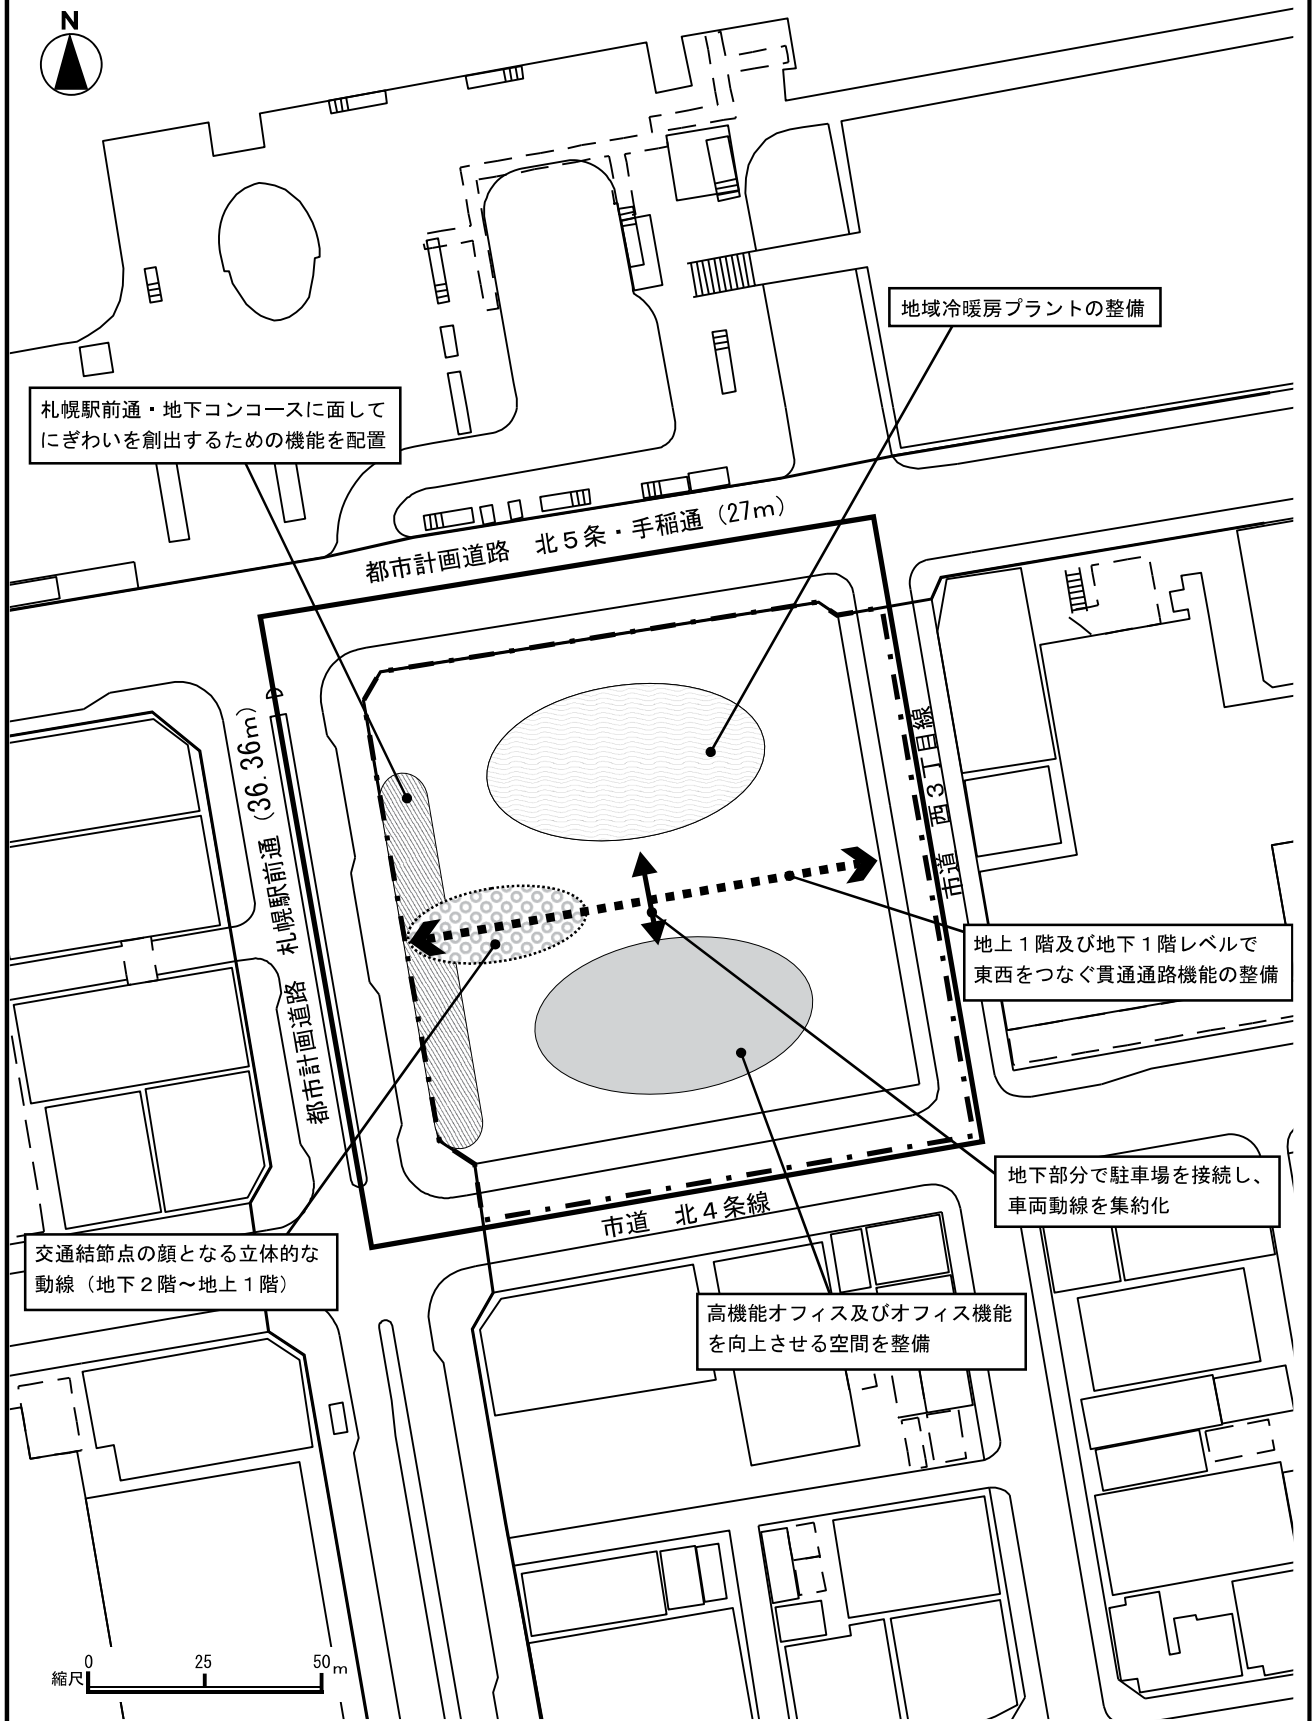 N
地域冷暖房プラントの整備
札幌駅前通・地下コンコースに面して
にぎわいを創出するための機能を配置
都市計画道路　北５条・手稲通（27ｍ）
都市計画道路　札幌駅前通（36.36ｍ）
市道　西３丁目線
地上１階及び地下１階レベルで
東西をつなぐ貫通通路機能の整備
地下部分で駐車場を接続し、
車両動線を集約化
市道　北４条線
交通結節点の顔となる立体的な
動線（地下２階～地上１階）
高機能オフィス及びオフィス機能
を向上させる空間を整備
縮尺 0 25 50 m